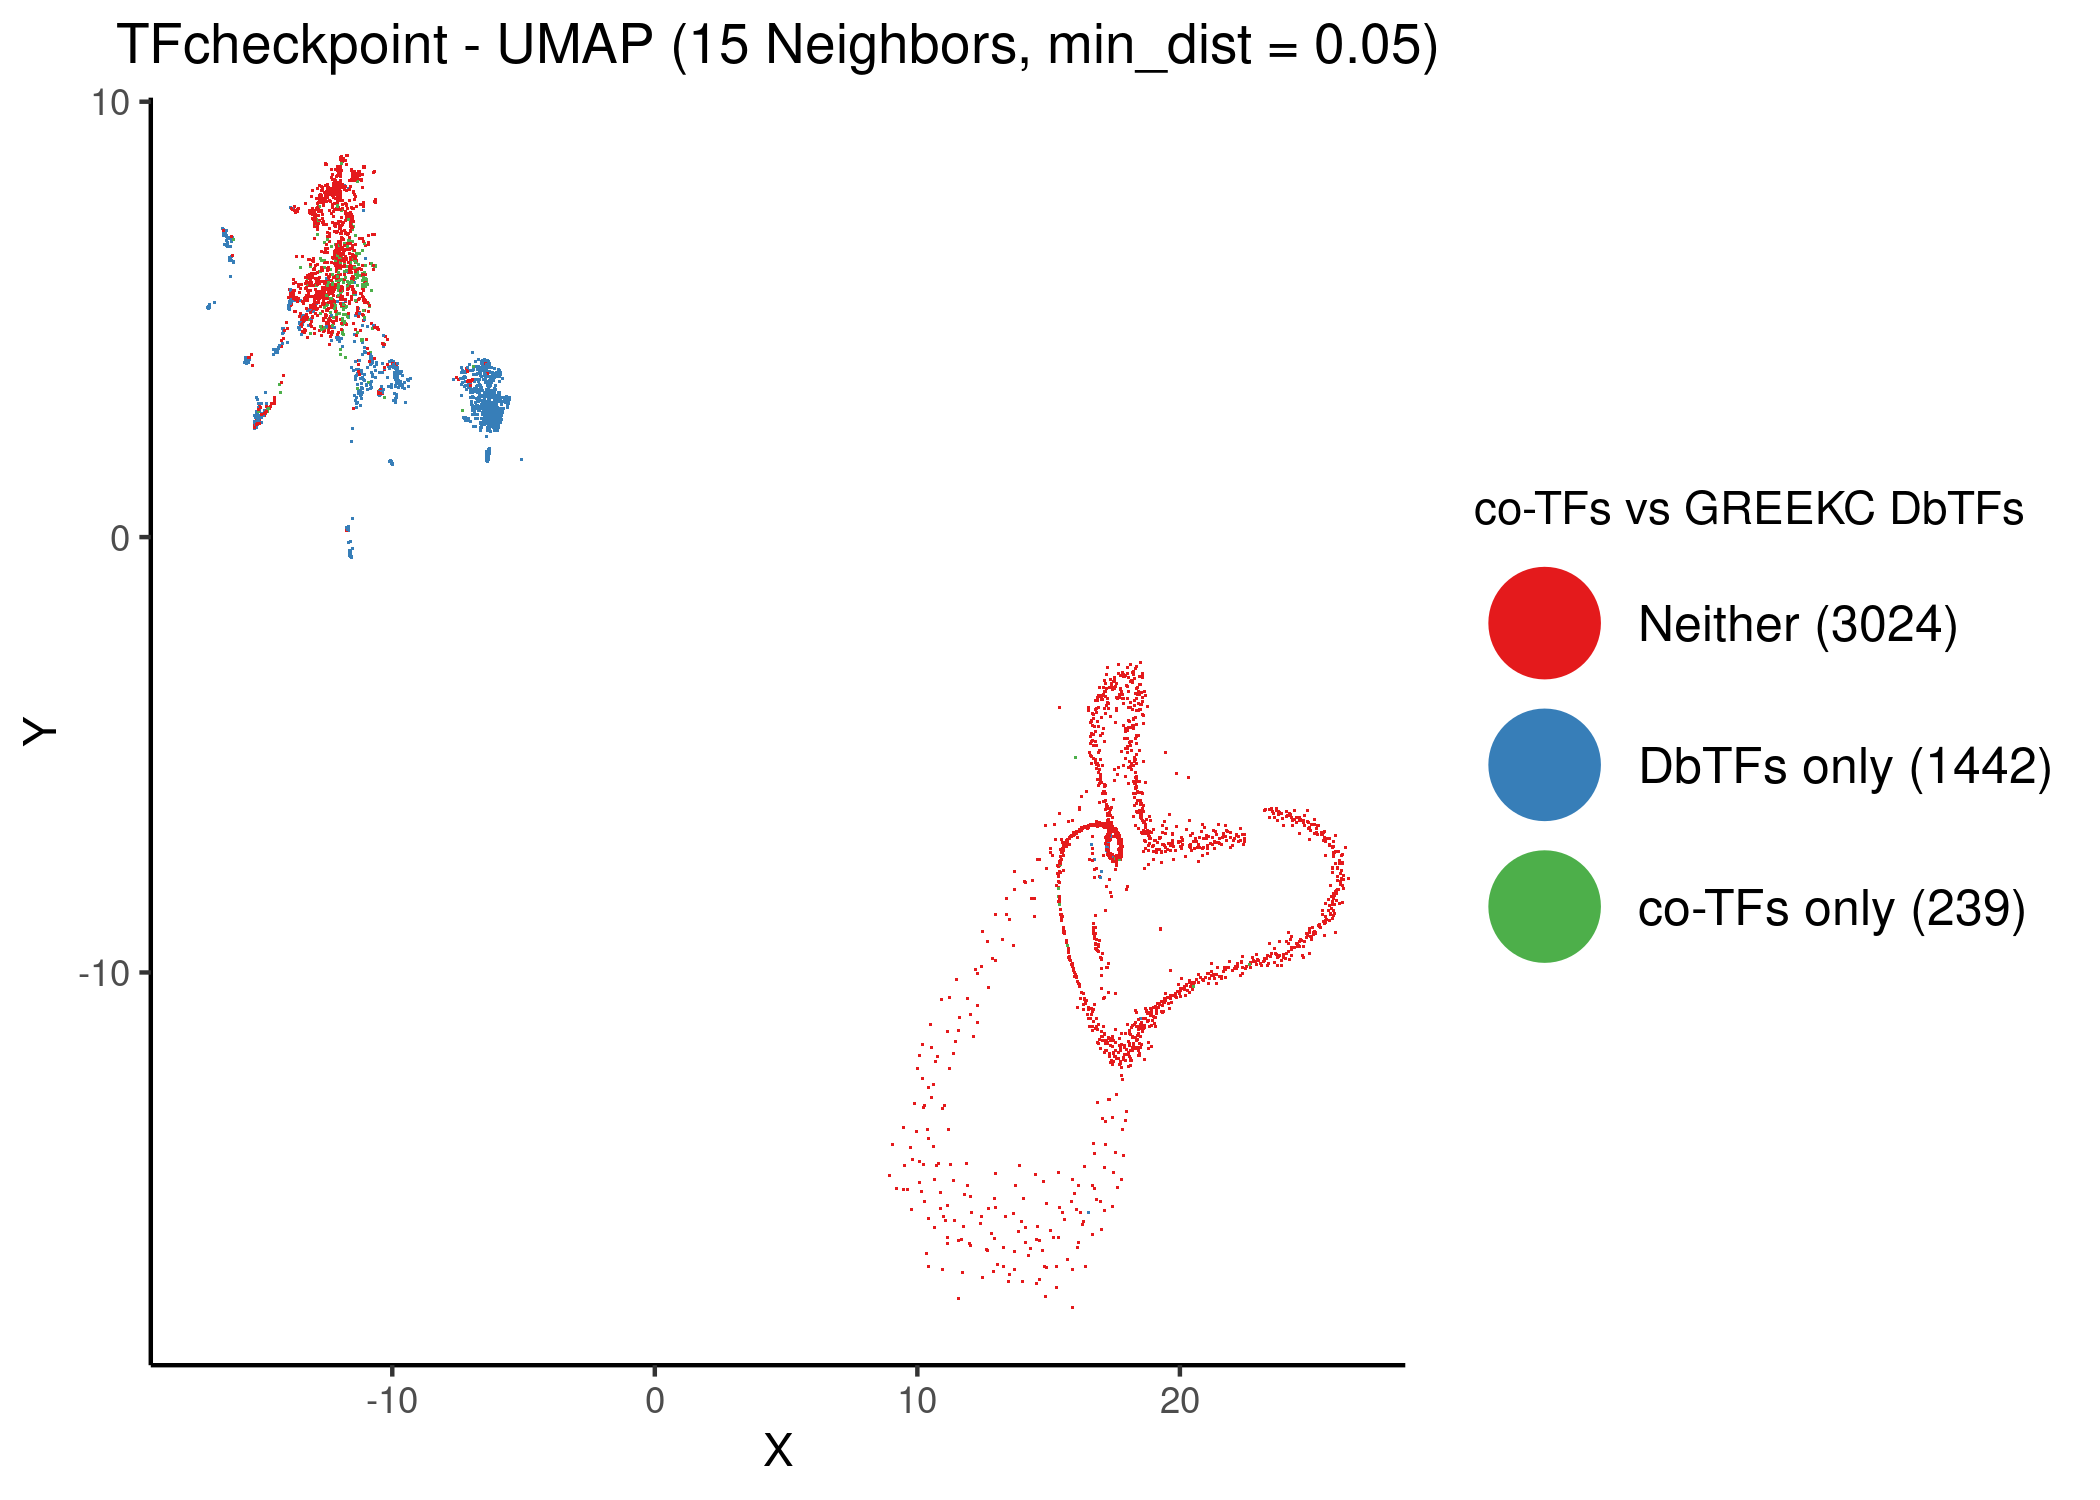 TFcheckpoint - UMAP (15 Neighbors, min_dist = 0.05)
10
0
-10
Y
-10
0
10
20
X
co-TFs vs GREEKC DbTFs
Neither (3024)
DbTFs only (1442)
co-TFs only (239)